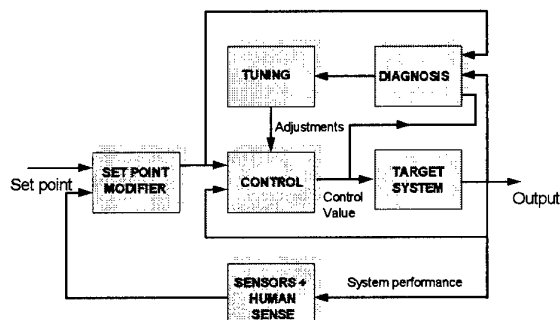 TUNING
DIAGNOSIS
Adjustments
Set point
SET POINT
MODIFIER
CONTROL
Control
Value
TARGET
SYSTEM
Output
System performance
SENSORS +
HUMAN
SENSE